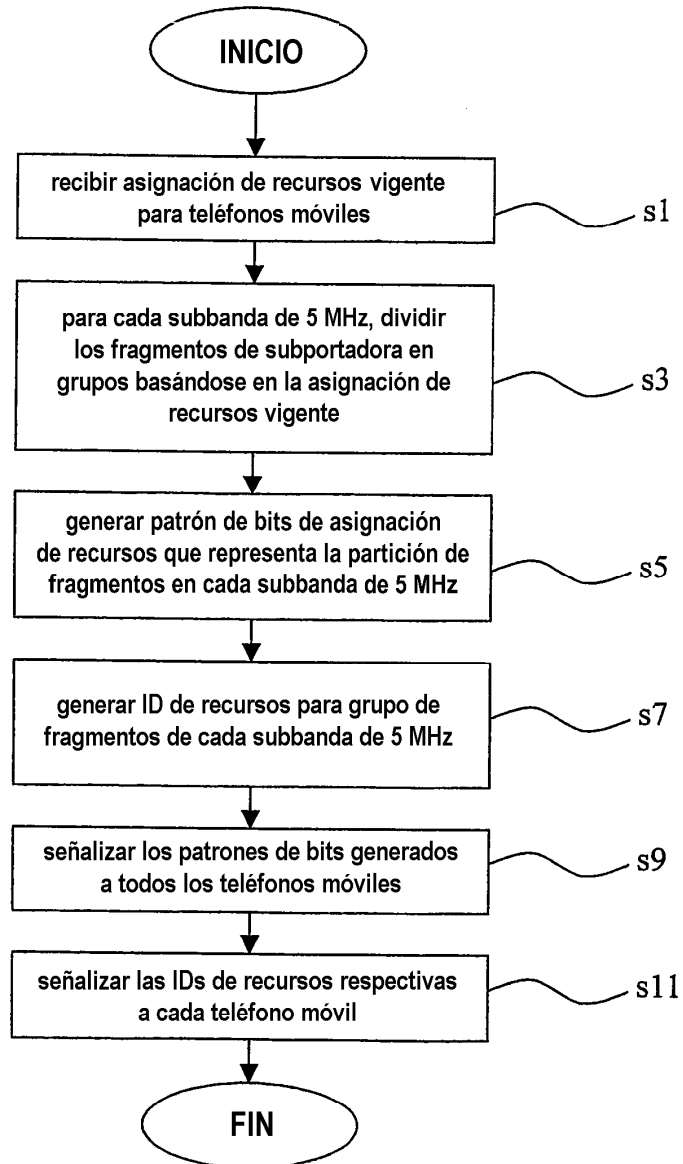 INICIO
recibir asignación de recursos vigente
para teléfonos móviles
s1
para cada subbanda de 5 MHz, dividir
los fragmentos de subportadora en
grupos basándose en la asignación de
recursos vigente
s3
generar patrón de bits de asignación
de recursos que representa la partición de
fragmentos en cada subbanda de 5 MHz
s5
generar ID de recursos para grupo de
fragmentos de cada subbanda de 5 MHz
s7
señalizar los patrones de bits generados
a todos los teléfonos móviles
s9
señalizar las IDs de recursos respectivas
a cada teléfono móvil
s11
FIN